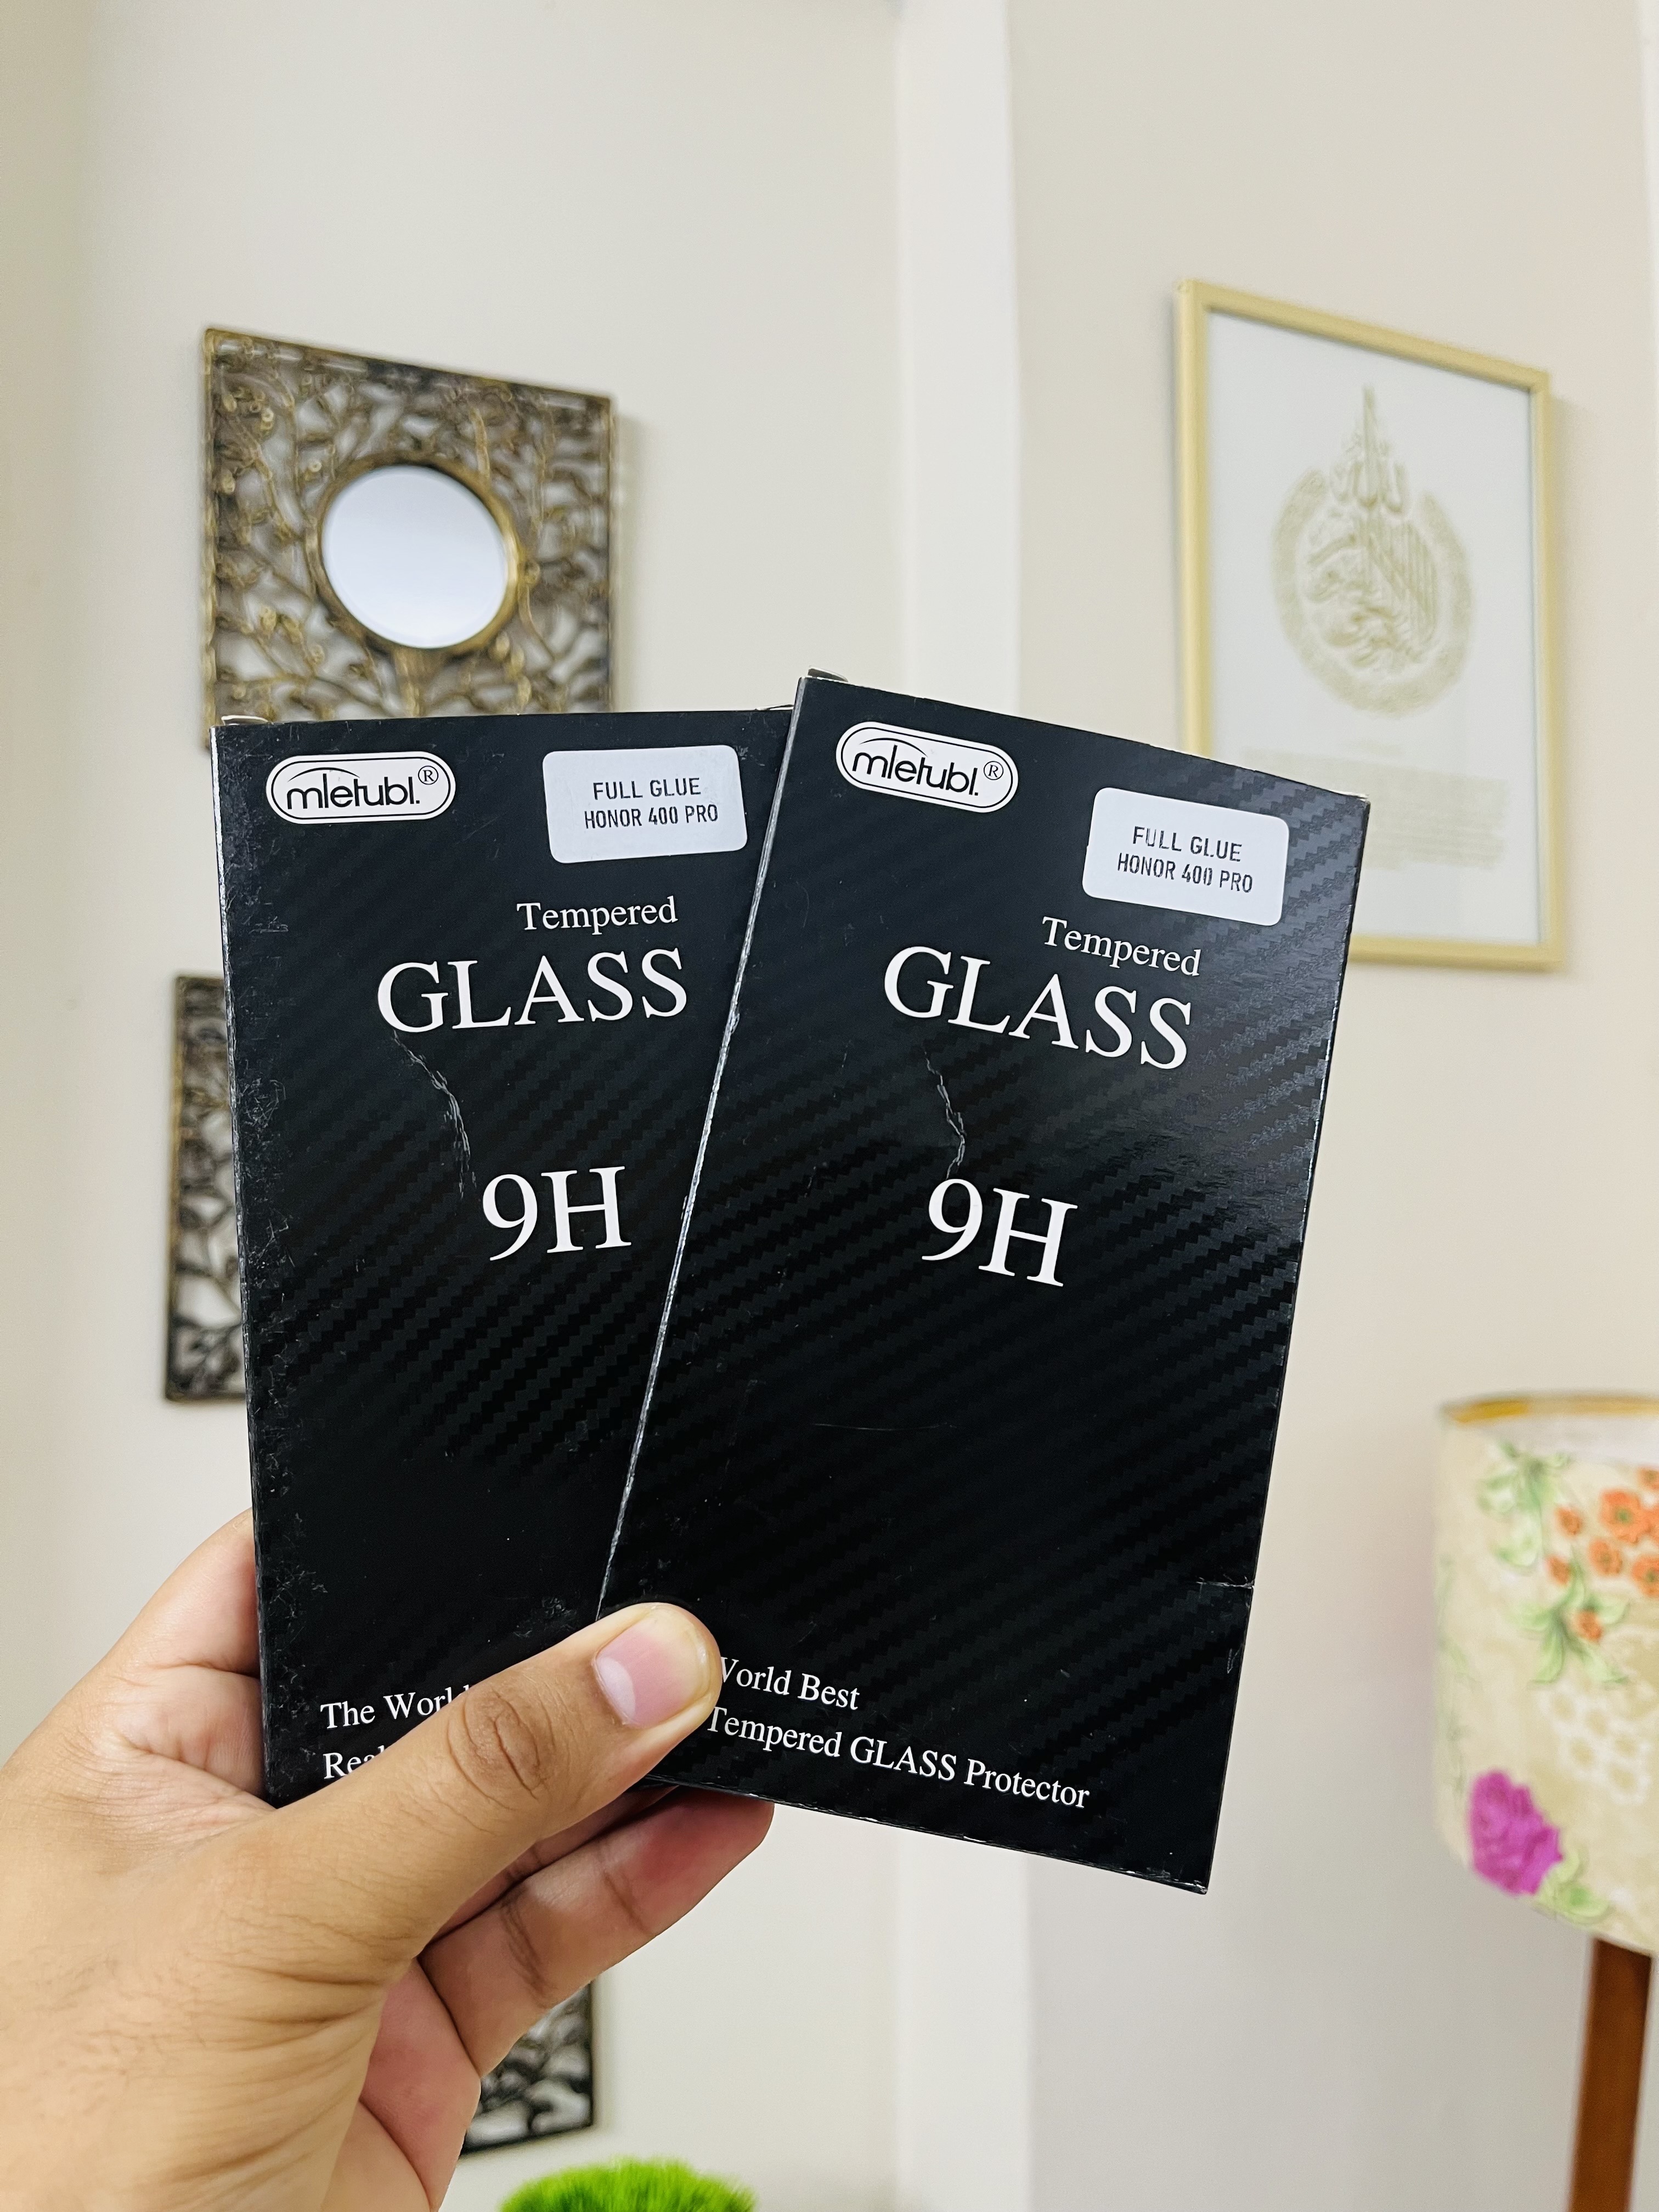 mletubl.®
FULL GLUE
HONOR 400 PRO
Tempered
GLASS
9H
The World
Real
mletubl.®
FULL GLUE
HONOR 400 PRO
Tempered
GLASS
9H
World Best
Tempered GLASS Protector